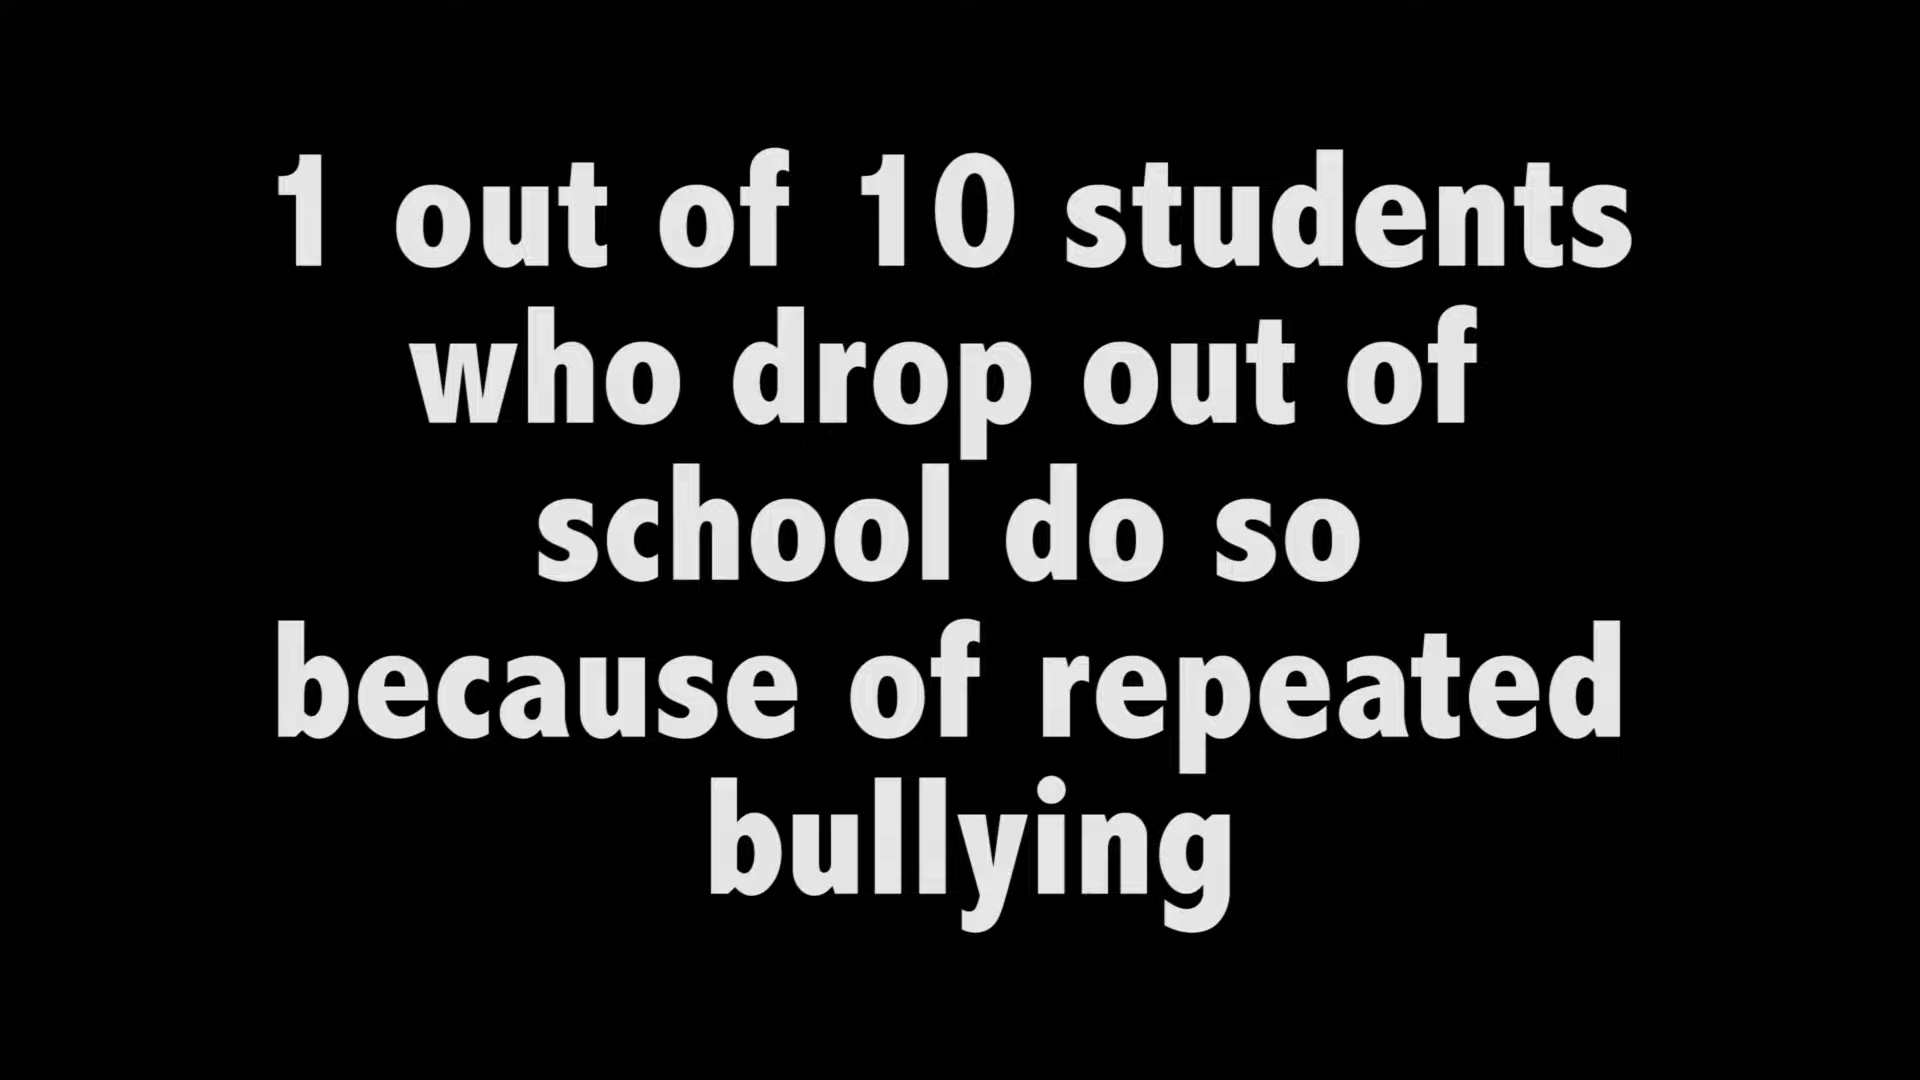 1 out of 10 students
who drop out of
school do so
because of repeated
bullying